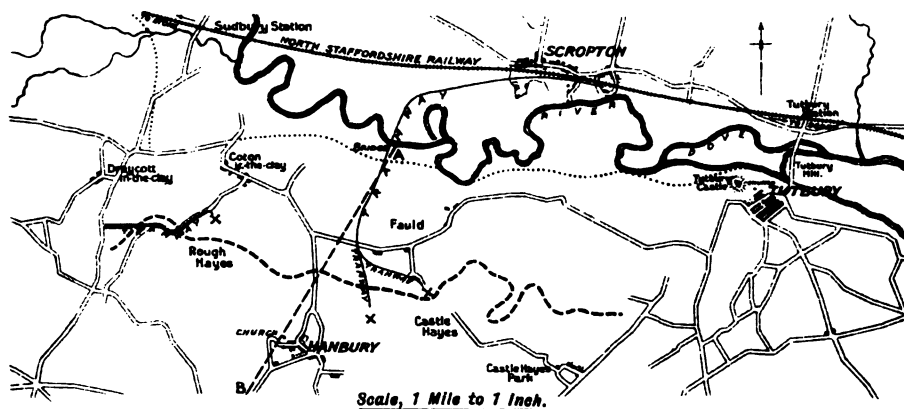 Sudbury Station
NORTH STAFFORDSHIRE RAILWAY
SCROPTON
RIVER
DOVE
Tutbury Station
Tutbury Mill
Tutbury Castle
TUTBURY
Draycott in-the-clay
Coton in-the-clay
Fauld
TRAMWAY
TRAMWAY
Rough Hayes
Castle Hayes
Castle Hayes Park
CHURCH
HANBURY
A
B
X
X
X
Scale, 1 Mile to 1 Inch.